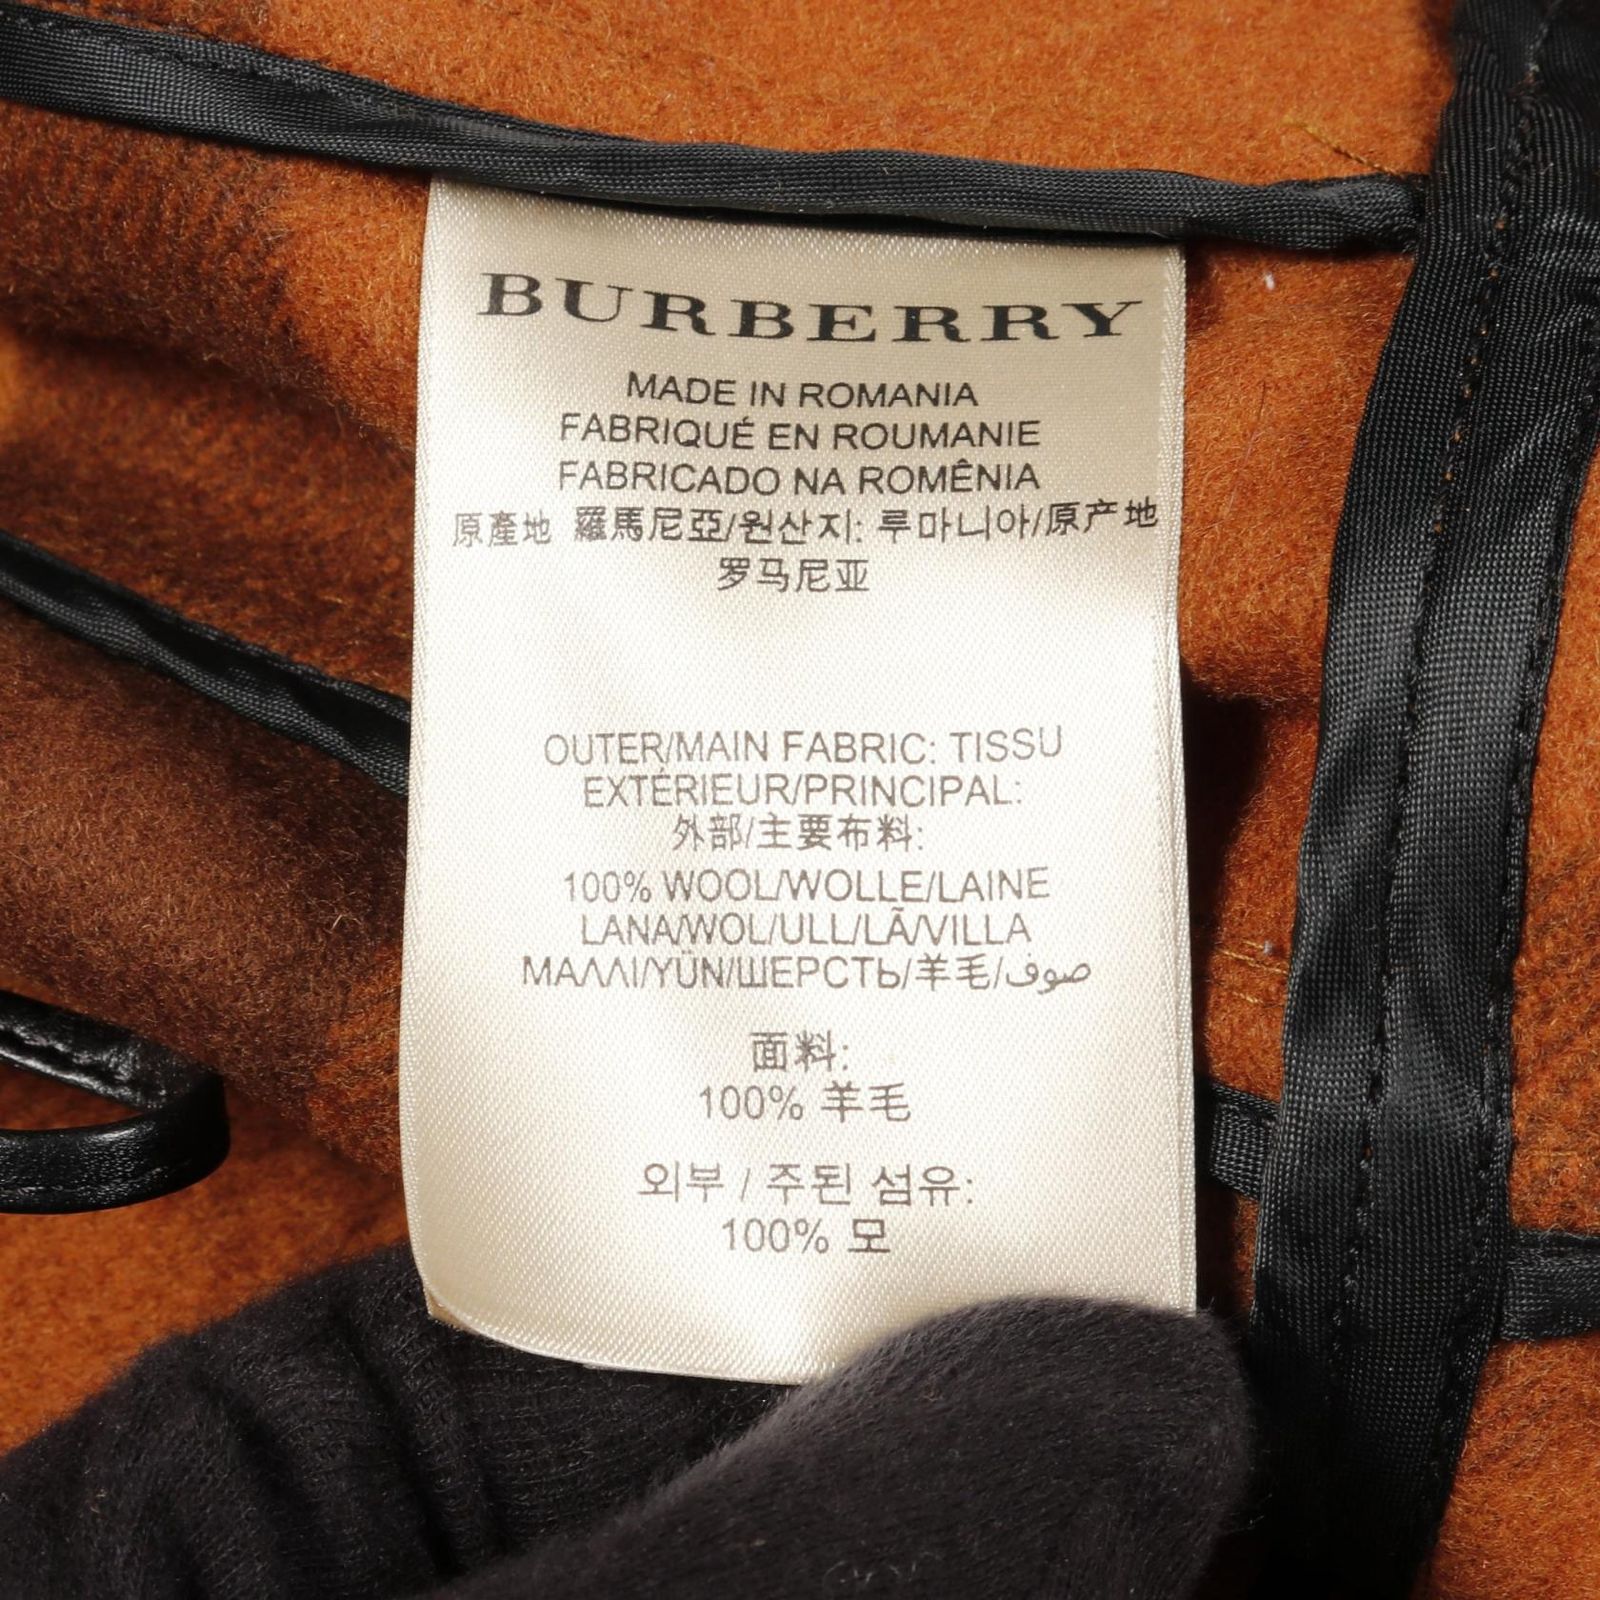 BURBERRY
MADE IN ROMANIA
FABRIQUÉ EN ROUMANIE
FABRICADO NA ROMÊNIA
原產地 羅馬尼亞/원산지: 루마니아/原产地
罗马尼亚
OUTER/MAIN FABRIC: TISSU
EXTÉRIEUR/PRINCIPAL:
外部/主要布料:
100% WOOL/WOLLE/LAINE
LANA/WOL/ULL/LÃ/VILLA
ΜΑΛΛΙ/YÜN/ШЕРСТЬ/羊毛/صوف
面料:
100% 羊毛
외부 / 주된 섬유:
100% 모